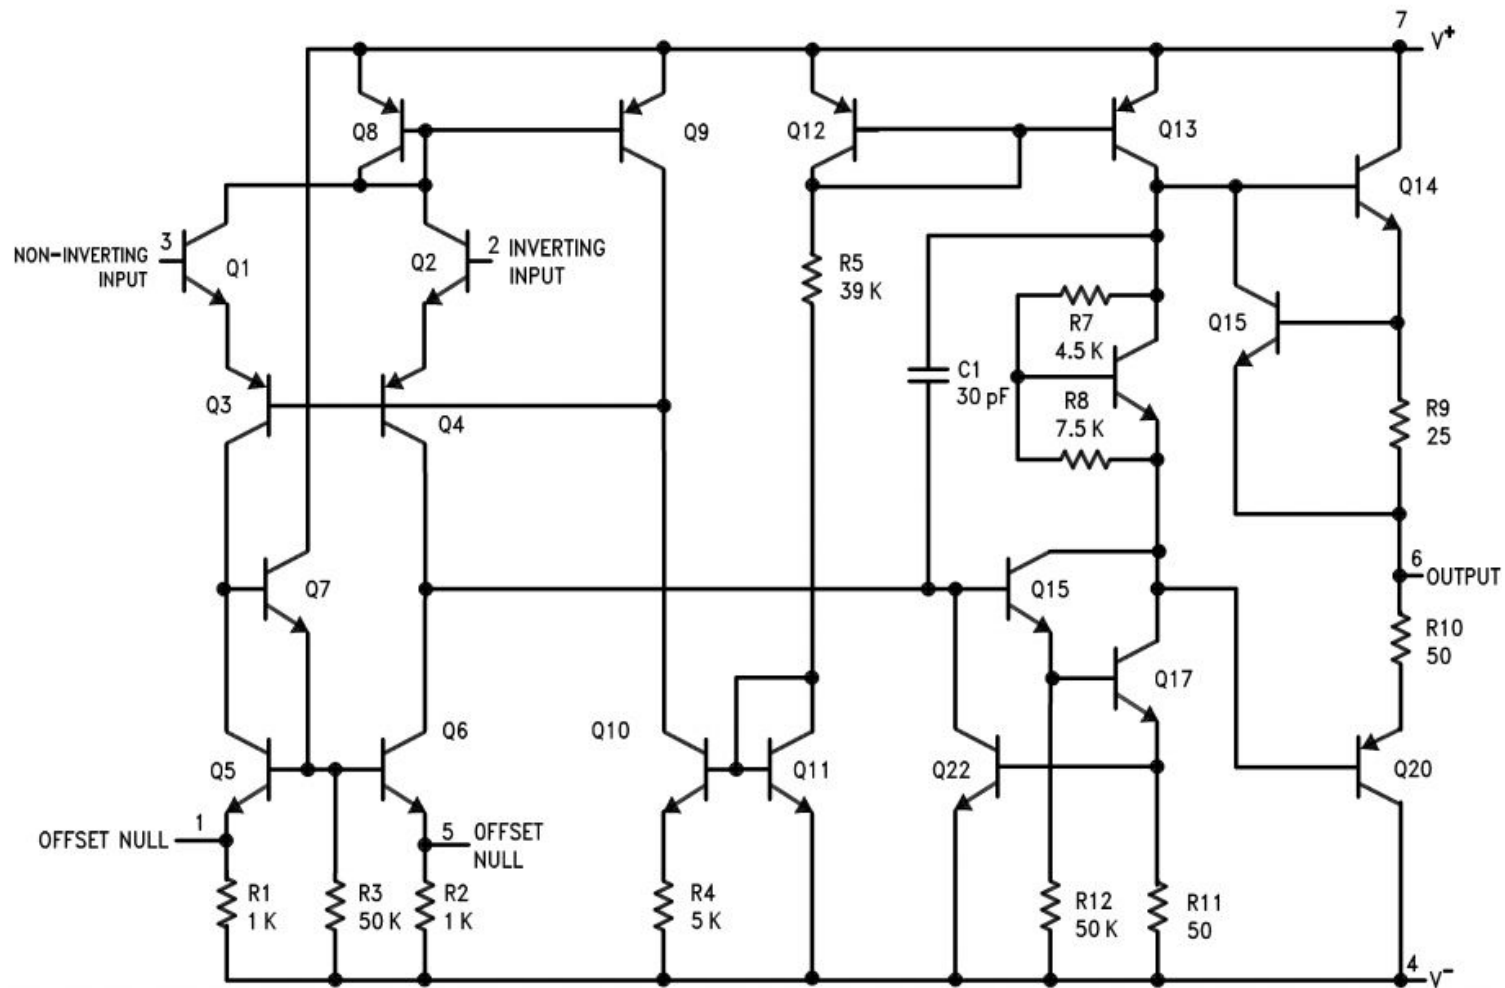 7
V+
Q8
Q9
Q12
Q13
Q14
3
NON-INVERTING
INPUT
Q1
Q2
2 INVERTING
INPUT
R5
39 K
R7
4.5 K
Q15
C1
30 pF
R8
7.5 K
Q3
Q4
R9
25
Q7
Q15
6
OUTPUT
R10
50
Q17
Q5
Q6
Q10
Q11
Q22
Q20
1
OFFSET NULL
5 OFFSET
NULL
R1
1 K
R3
50 K
R2
1 K
R4
5 K
R12
50 K
R11
50
4
V-